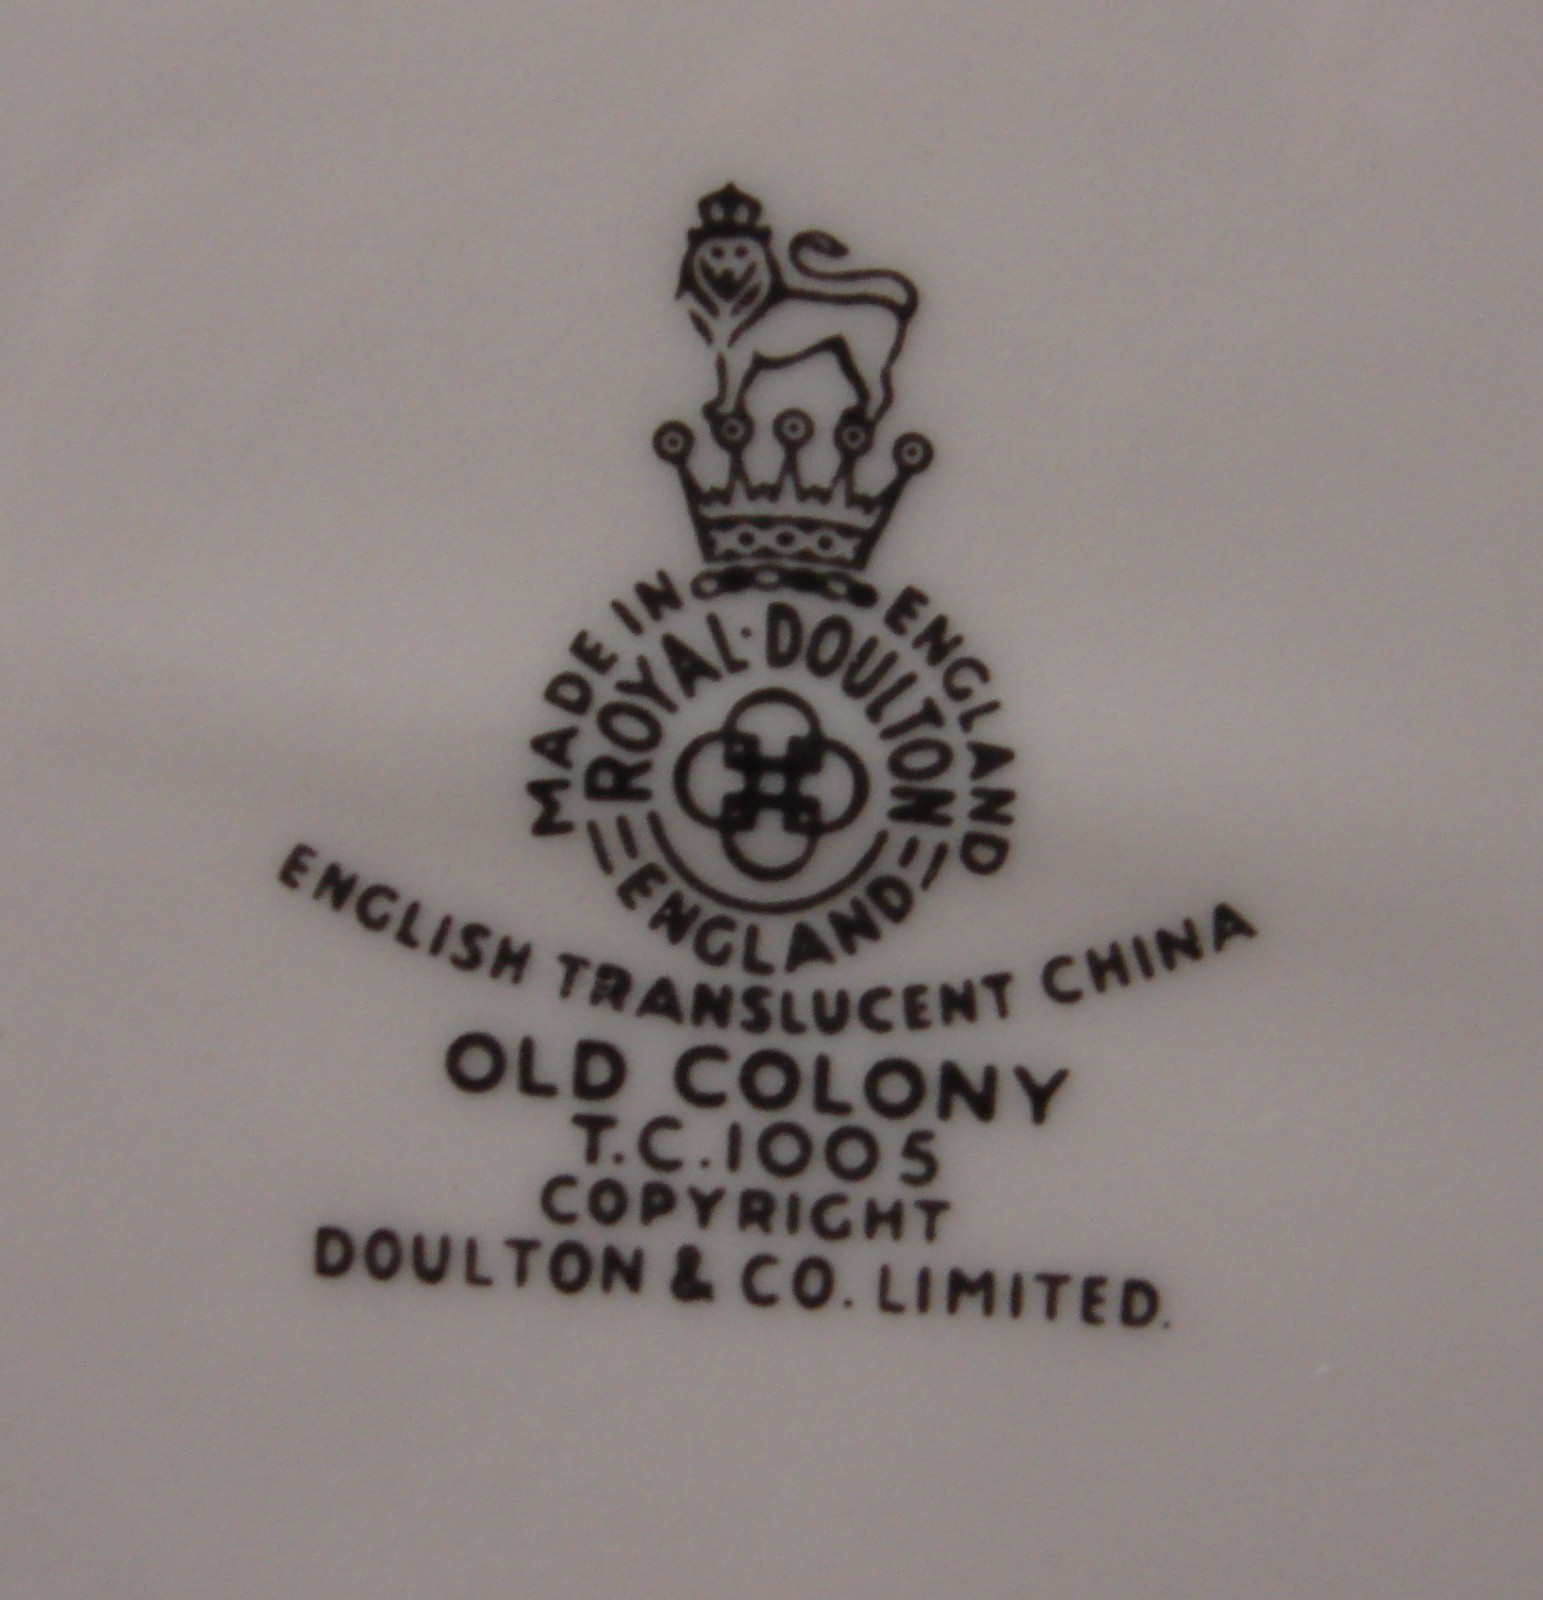 MADE IN ENGLAND
ROYAL·DOULTON
ENGLAND
ENGLISH TRANSLUCENT CHINA
OLD COLONY
T.C.1005
COPYRIGHT
DOULTON & CO. LIMITED.